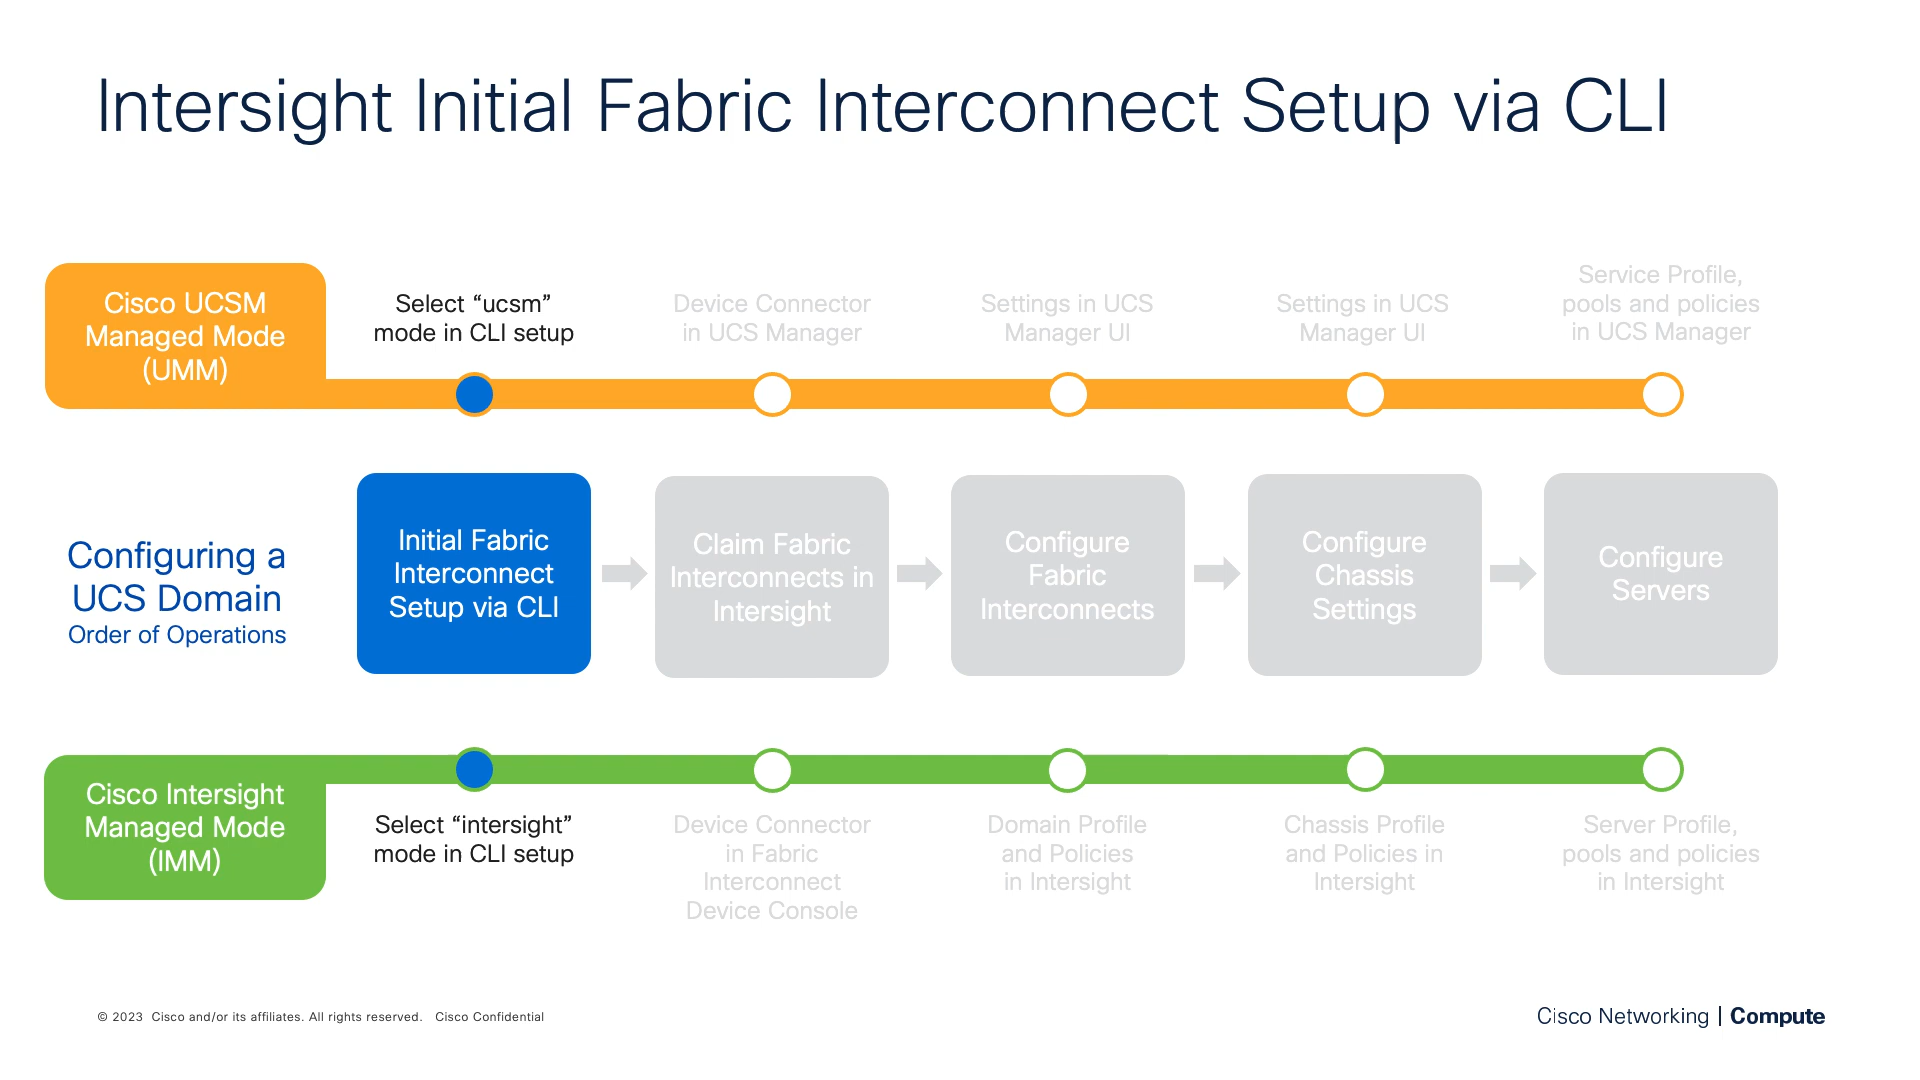 Intersight Initial Fabric Interconnect Setup via CLI
Cisco UCSM
Managed Mode
(UMM)
Select “ucsm”
mode in CLI setup
Device Connector
in UCS Manager
Settings in UCS
Manager UI
Settings in UCS
Manager UI
Service Profile,
pools and policies
in UCS Manager
Configuring a
UCS Domain
Order of Operations
Initial Fabric
Interconnect
Setup via CLI
Claim Fabric
Interconnects in
Intersight
Configure
Fabric
Interconnects
Configure
Chassis
Settings
Configure
Servers
Cisco Intersight
Managed Mode
(IMM)
Select “intersight”
mode in CLI setup
Device Connector
in Fabric
Interconnect
Device Console
Domain Profile
and Policies
in Intersight
Chassis Profile
and Policies in
Intersight
Server Profile,
pools and policies
in Intersight
© 2023 Cisco and/or its affiliates. All rights reserved. Cisco Confidential
Cisco Networking | Compute